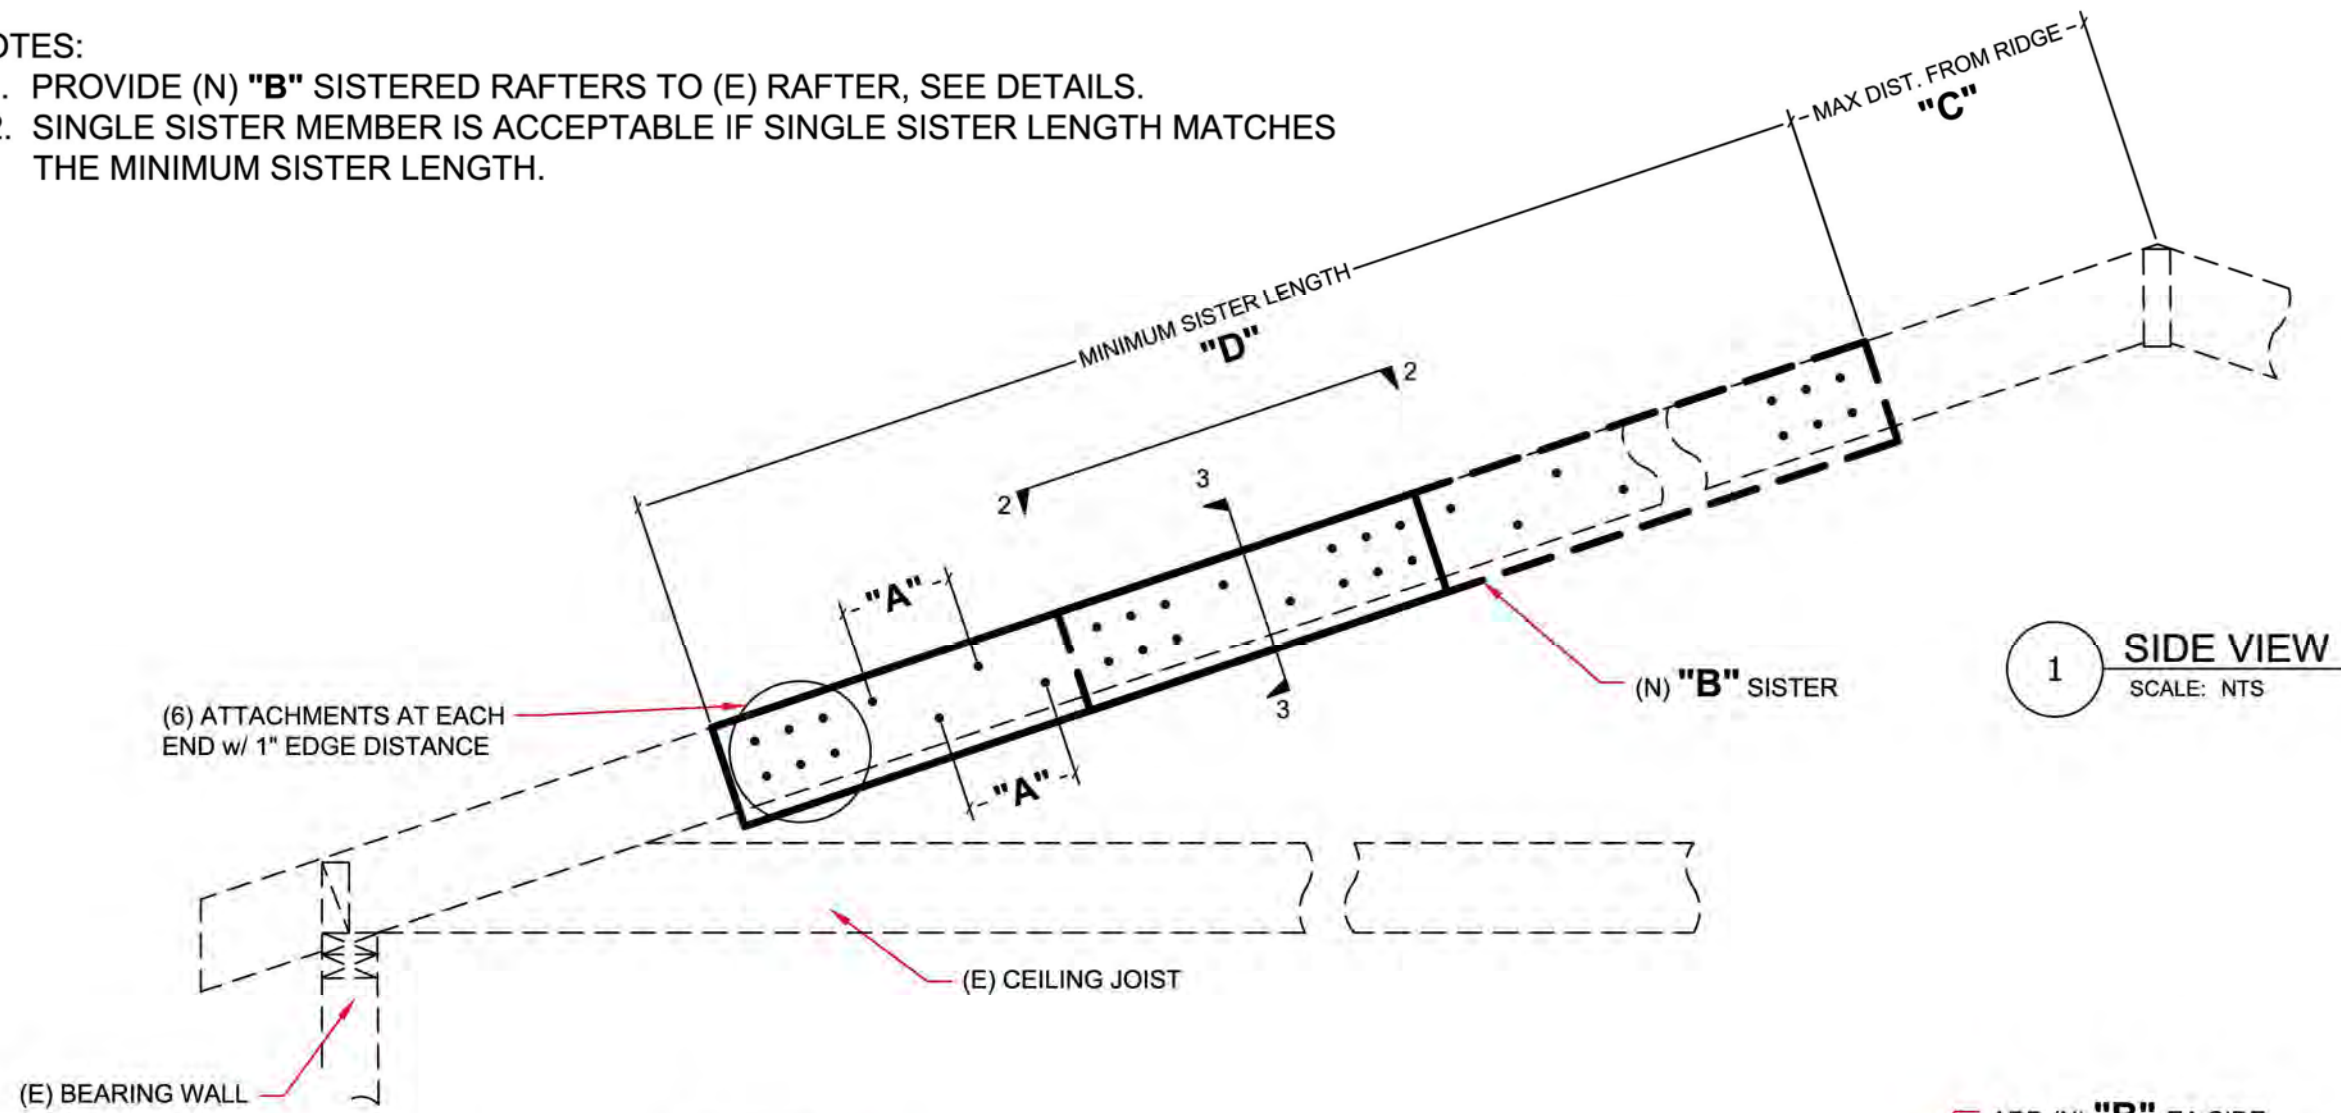 OTES:
. PROVIDE (N) "B" SISTERED RAFTERS TO (E) RAFTER, SEE DETAILS.
2. SINGLE SISTER MEMBER IS ACCEPTABLE IF SINGLE SISTER LENGTH MATCHES
THE MINIMUM SISTER LENGTH.
MAX DIST. FROM RIDGE
"C"
MINIMUM SISTER LENGTH
"D"
2
2
3
3
"A"
"A"
(6) ATTACHMENTS AT EACH
END w/ 1" EDGE DISTANCE
(N) "B" SISTER
1
SIDE VIEW
SCALE: NTS
(E) CEILING JOIST
(E) BEARING WALL
"B"